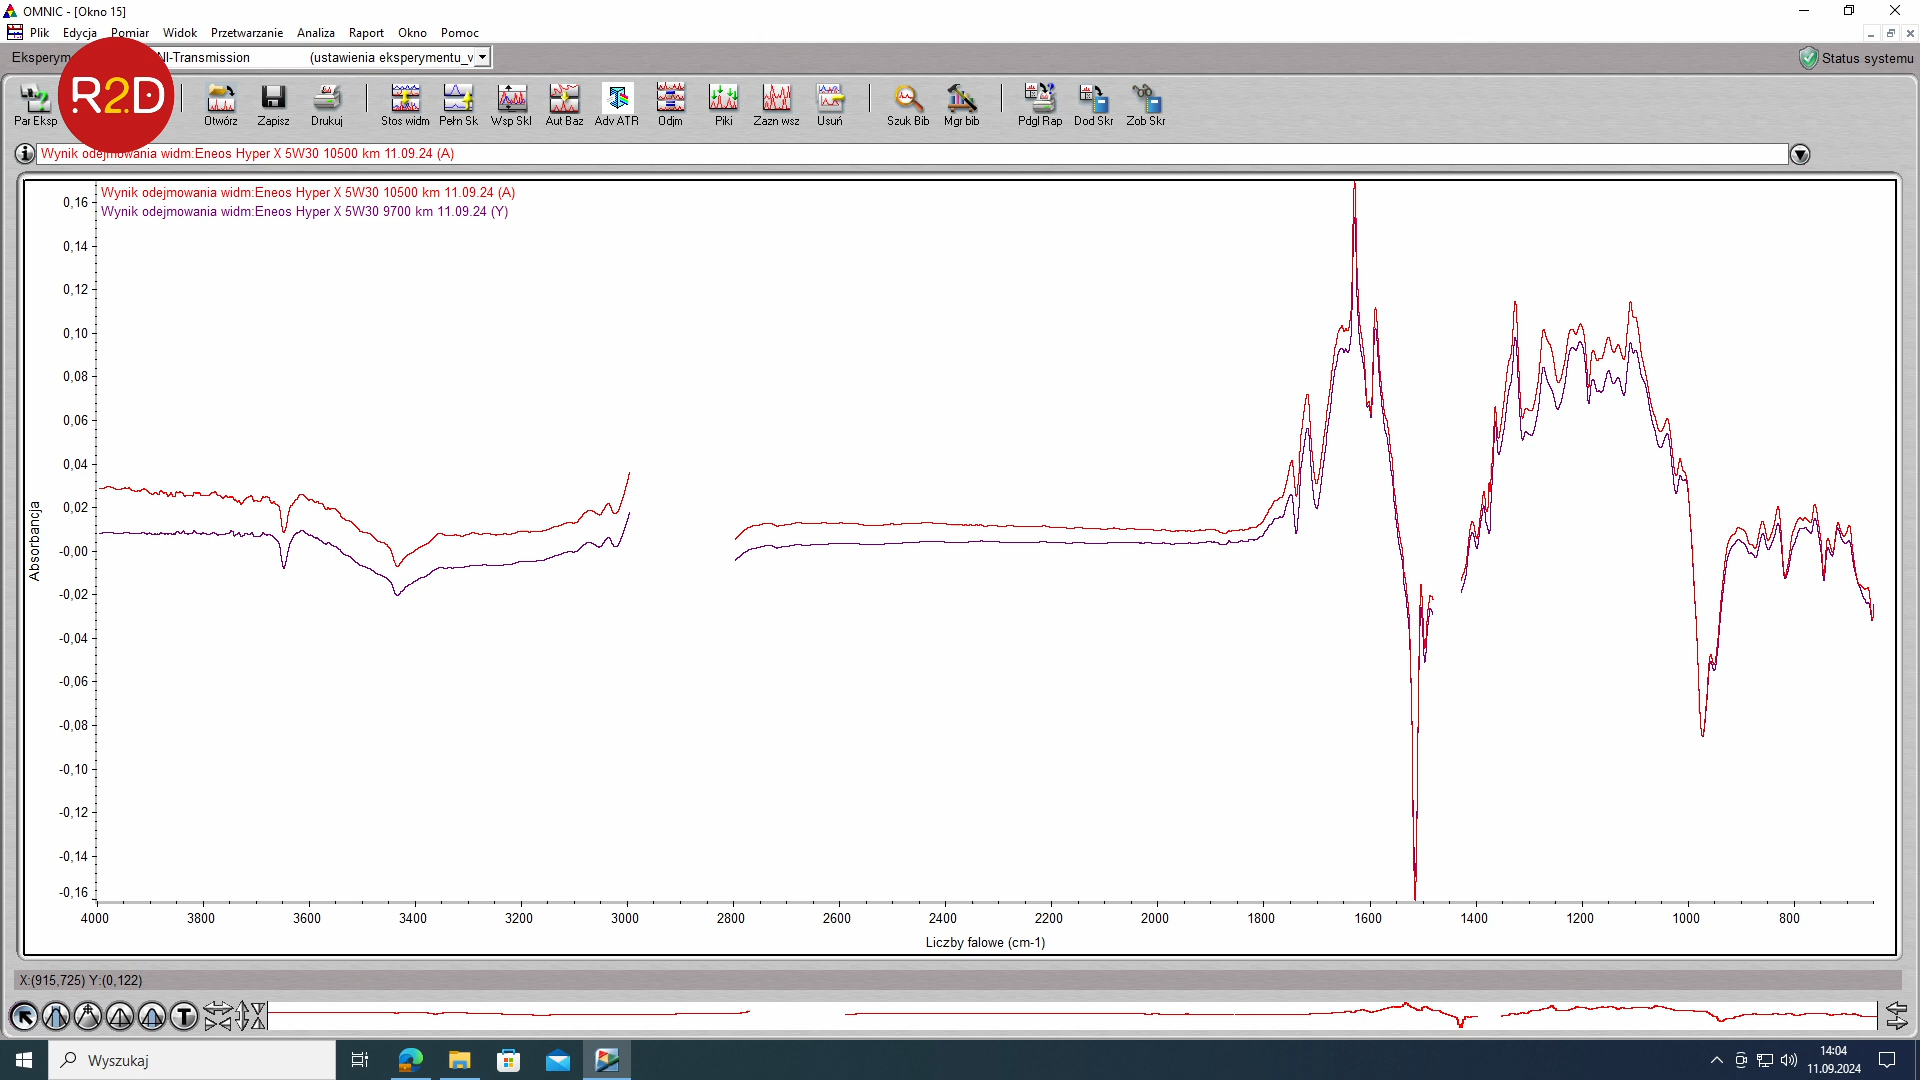 OMNIC - [Okno 15]
Plik Edycja Pomiar Widok Przetwarzanie Analiza Raport Okno Pomoc
(ustawienia eksperymentu_v
Status systemu
R2D
Par Eksp Otwórz Zapisz Drukuj Stos widm Pełn Sk Wsp Skl Aut Baz Adv ATR Odjm Piki Zazn wsz Usuń Szuk Bib Mgr bib Pdgl Rap Dod Skr Zob Skr
Wynik odejmowania widm:Eneos Hyper X 5W30 10500 km 11.09.24 (A)
Wynik odejmowania widm:Eneos Hyper X 5W30 10500 km 11.09.24 (A)
Wynik odejmowania widm:Eneos Hyper X 5W30 9700 km 11.09.24 (Y)
0,16
0,14
0,12
0,10
0,08
0,06
0,04
0,02
-0,00
-0,02
-0,04
-0,06
-0,08
-0,10
-0,12
-0,14
-0,16
Absorbancja
4000 3800 3600 3400 3200 3000 2800 2600 2400 2200 2000 1800 1600 1400 1200 1000 800
Liczby falowe (cm-1)
X:(915,725) Y:(0,122)
T
Wyszukaj
14:04
11.09.2024